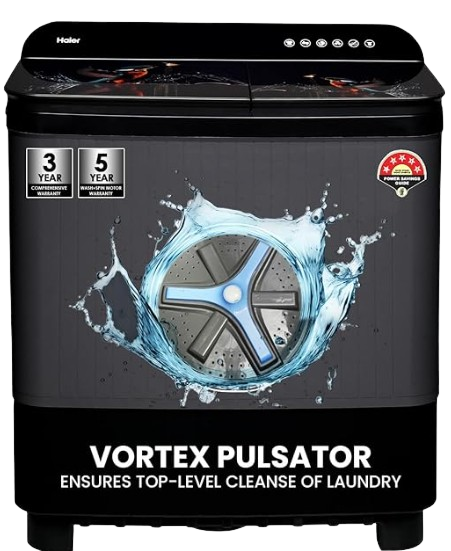 Haier
3
YEAR
COMPREHENSIVE
WARRANTY
5
YEAR
WASH+SPIN MOTOR
WARRANTY
POWER SAVINGS
GUIDE
VORTEX PULSATOR
ENSURES TOP-LEVEL CLEANSE OF LAUNDRY